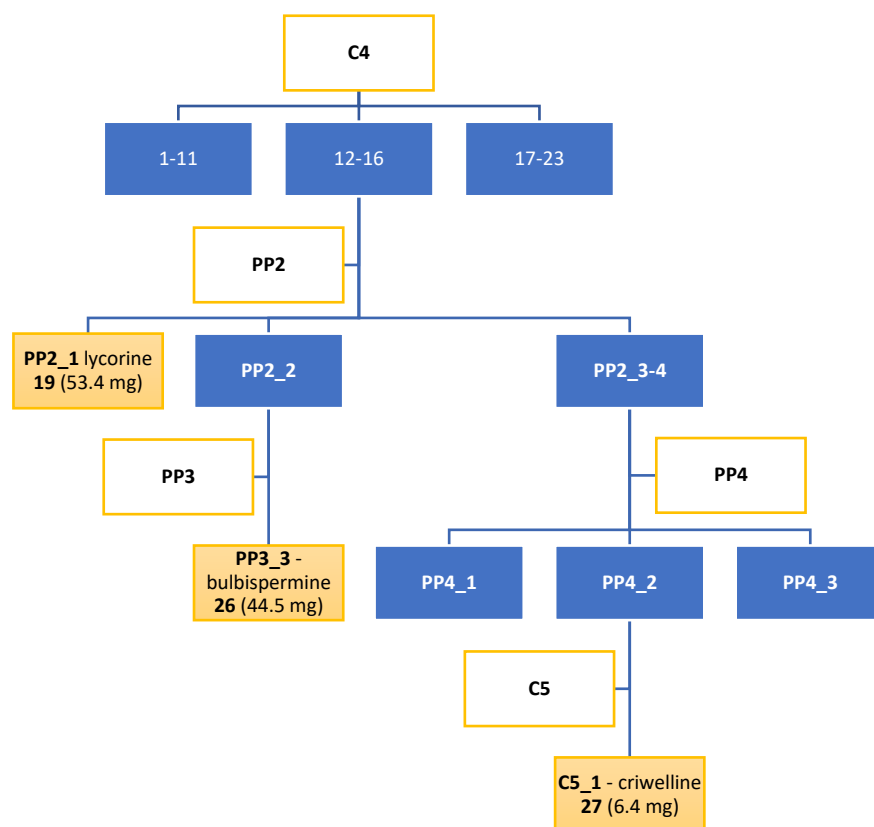 C4
1-11
12-16
17-23
PP2
PP2_1 lycorine
19 (53.4 mg)
PP2_2
PP2_3-4
PP3
PP4
PP3_3 -
bulbispermine
26 (44.5 mg)
PP4_1
PP4_2
PP4_3
C5
C5_1 - criwelline
27 (6.4 mg)